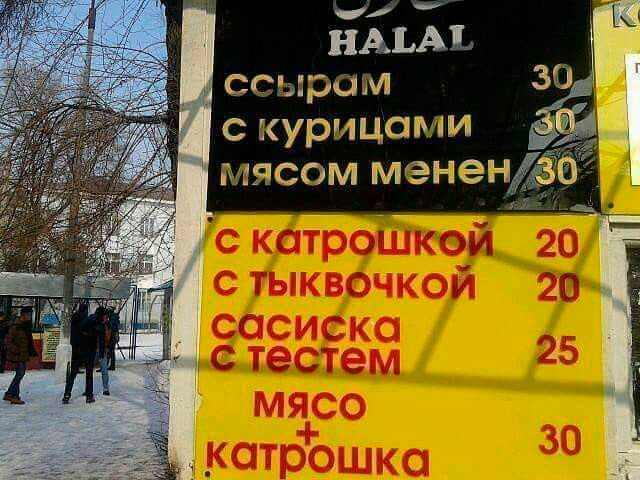 HALAL
ссырам 30
с курицами 30
мясом менен 30
с катрошкой 20
с тыквочкой 20
сасиска
с тестем 25
мясо
+
катрошка 30